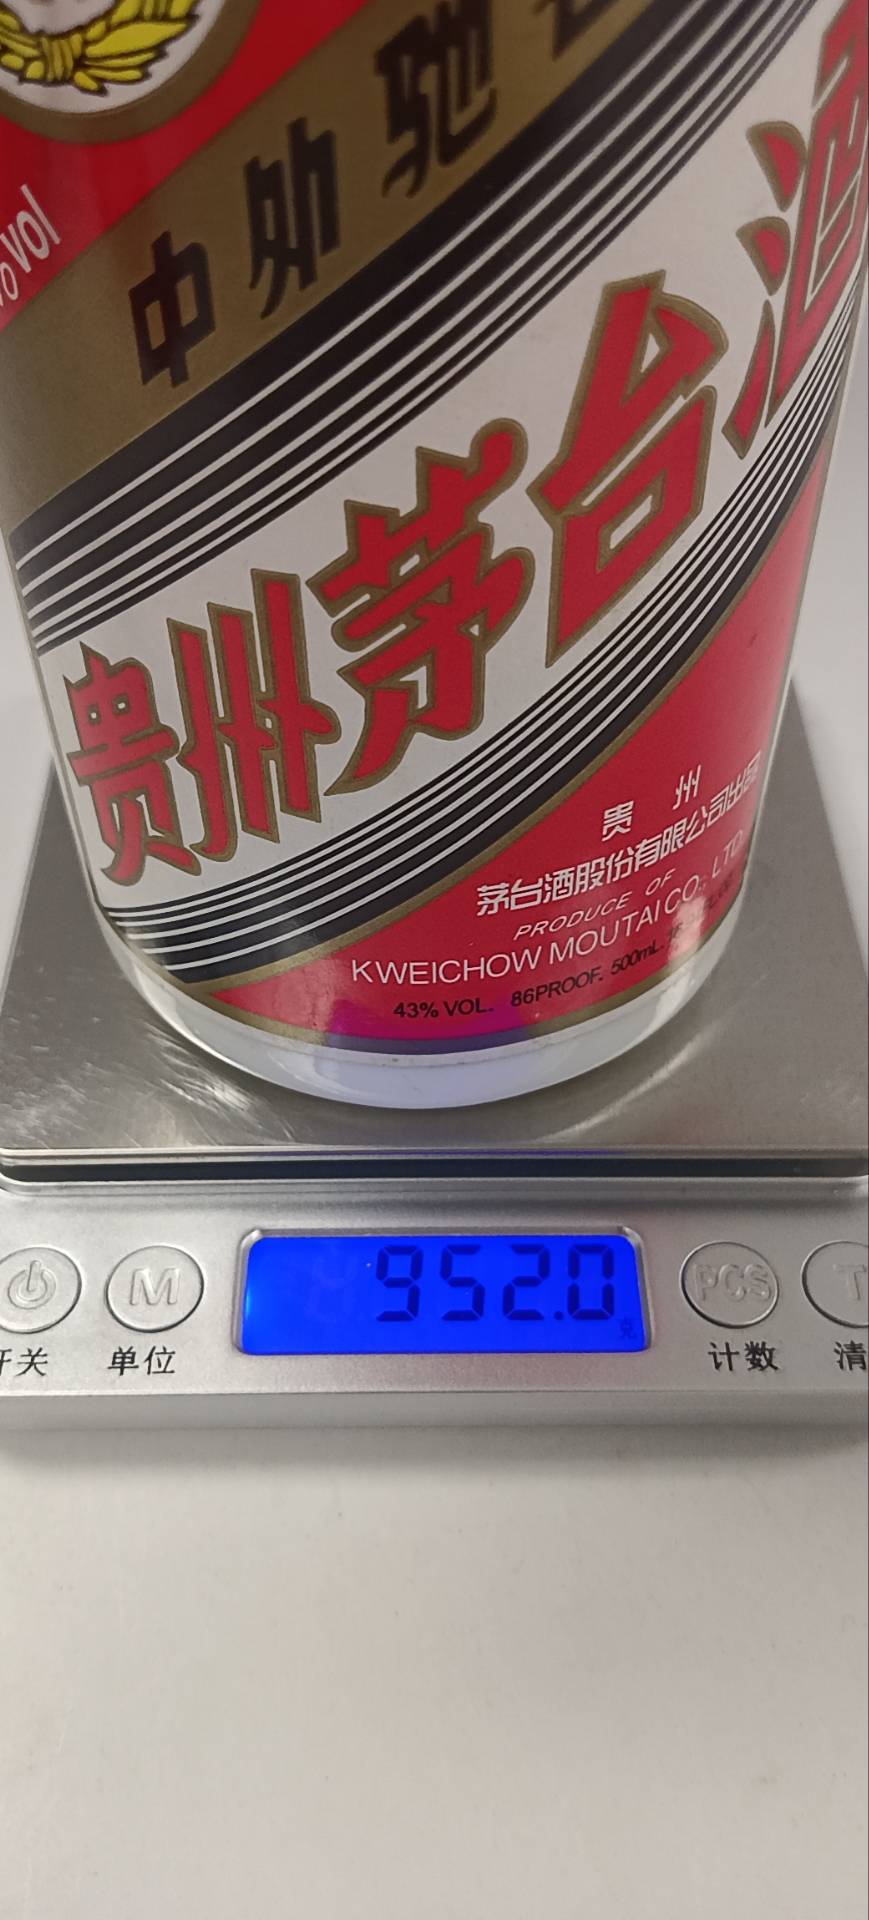 %vol
中外驰
贵州茅台酒
贵州
茅台酒股份有限公司出品
PRODUCE OF
KWEICHOW MOUTAI CO., LTD
43% VOL. 86PROOF. 500mL.
952.0
克
M
PCS
T
开关
单位
计数
清